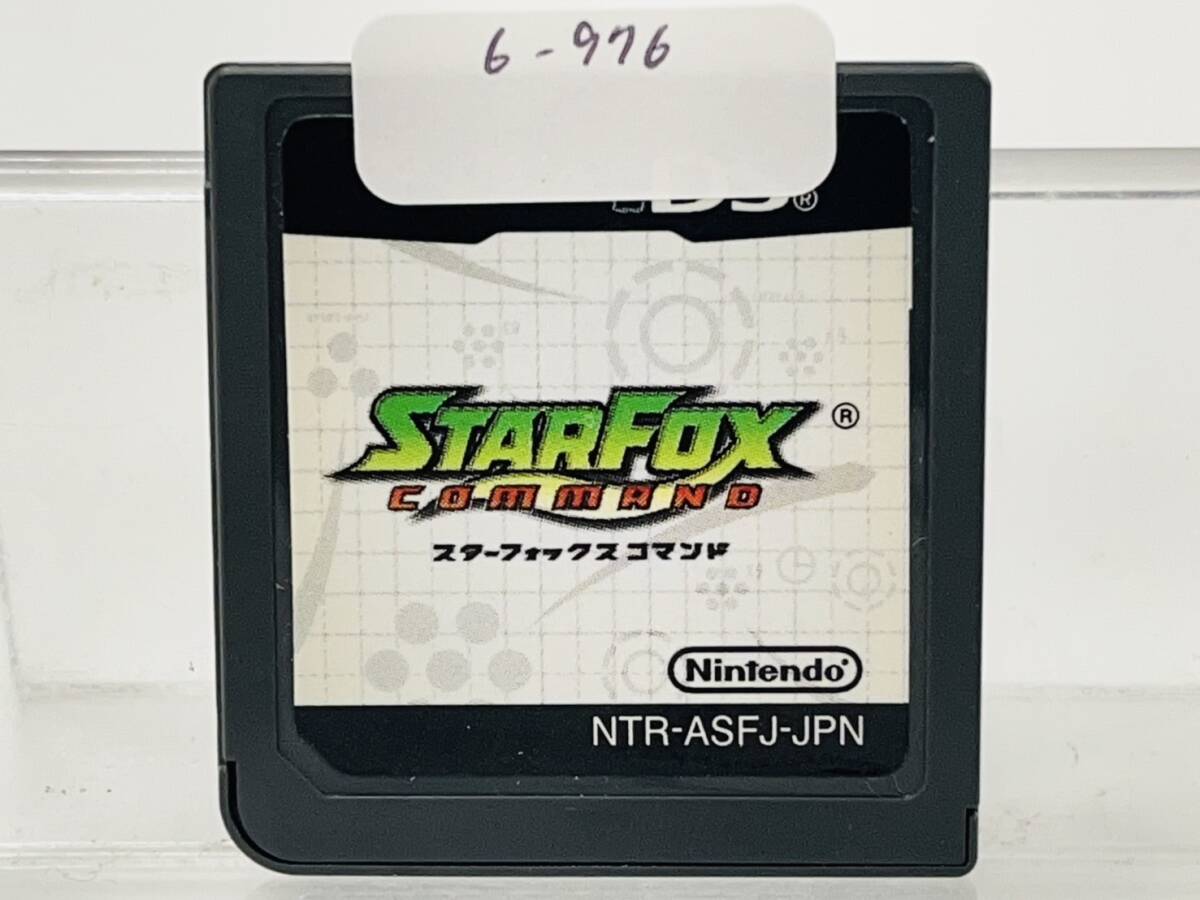 6-976
DS®
STARFOX®
COMMAND
スターフォックス コマンド
Nintendo®
NTR-ASFJ-JPN